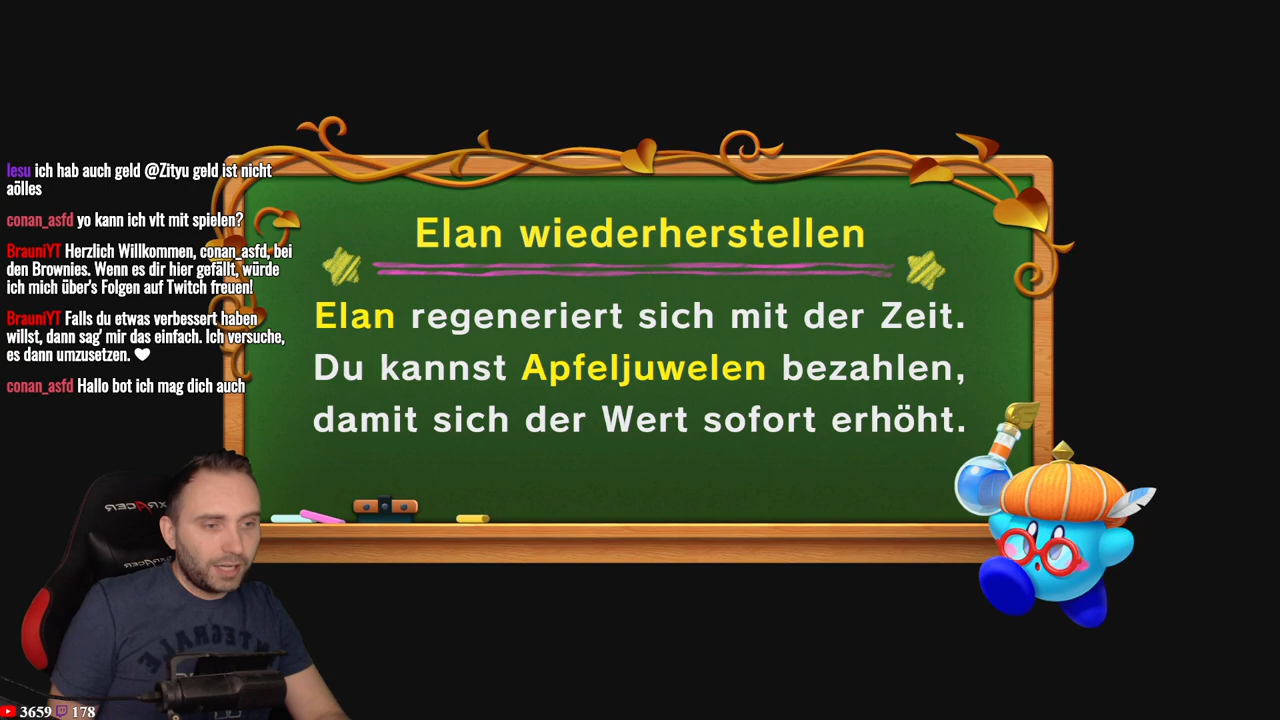 lesu ich hab auch geld @Zityu geld ist nicht
aölles
conan_asfd yo kann ich vlt mit spielen?
BrauniYT Herzlich Willkommen, conan_asfd, bei
den Brownies. Wenn es dir hier gefällt, würde
ich mich über's Folgen auf Twitch freuen!
BrauniYT Falls du etwas verbessert haben
willst, dann sag' mir das einfach. Ich versuche,
es dann umzusetzen.
conan_asfd Hallo bot ich mag dich auch
Elan wiederherstellen
Elan regeneriert sich mit der Zeit.
Du kannst Apfeljuwelen bezahlen,
damit sich der Wert sofort erhöht.
INTEGRALE
3659 178